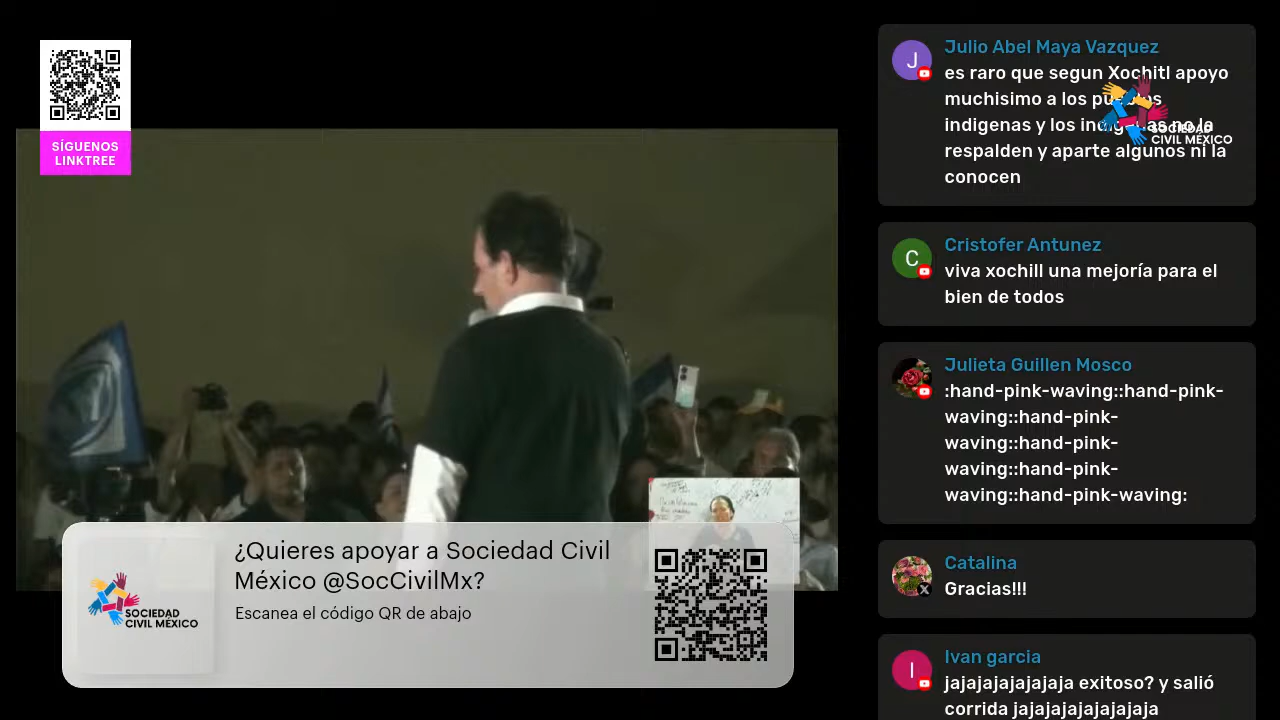 SÍGUENOS
LINKTREE
¿Quieres apoyar a Sociedad Civil
México @SocCivilMx?
Escanea el código QR de abajo
SOCIEDAD
CIVIL MÉXICO
Julio Abel Maya Vazquez
es raro que segun Xochitl apoyo
muchisimo a los pueblos
indigenas y los indigenas no la
respalden y aparte algunos ni la
conocen
SOCIEDAD
CIVIL MÉXICO
Cristofer Antunez
viva xochill una mejoría para el
bien de todos
Julieta Guillen Mosco
:hand-pink-waving::hand-pink-
waving::hand-pink-
waving::hand-pink-
waving::hand-pink-
waving::hand-pink-waving:
Catalina
Gracias!!!
Ivan garcia
jajajajajajajaja exitoso? y salió
corrida jajajajajajajajaja